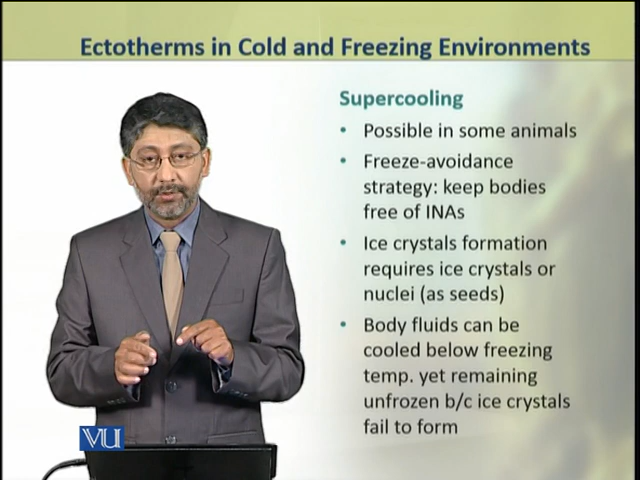 Ectotherms in Cold and Freezing Environments
Supercooling
• Possible in some animals
• Freeze-avoidance
strategy: keep bodies
free of INAs
• Ice crystals formation
requires ice crystals or
nuclei (as seeds)
• Body fluids can be
cooled below freezing
temp. yet remaining
unfrozen b/c ice crystals
fail to form
VU